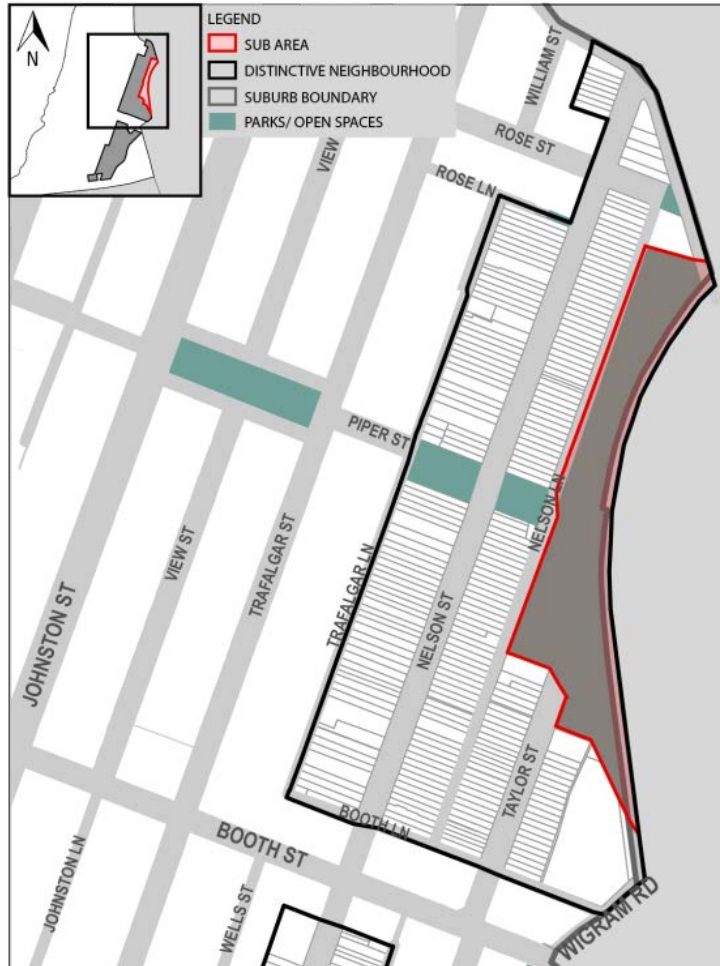 LEGEND
SUB AREA
DISTINCTIVE NEIGHBOURHOOD
SUBURB BOUNDARY
PARKS/ OPEN SPACES
N
WILLIAM ST
ROSE ST
VIEW
ROSE LN
PIPER ST
NELSON LN
VIEW ST
TRAFALGAR ST
TRAFALGAR LN
NELSON ST
JOHNSTON ST
TAYLOR ST
BOOTH LN
BOOTH ST
JOHNSTON LN
WELLS ST
WIGRAM RD